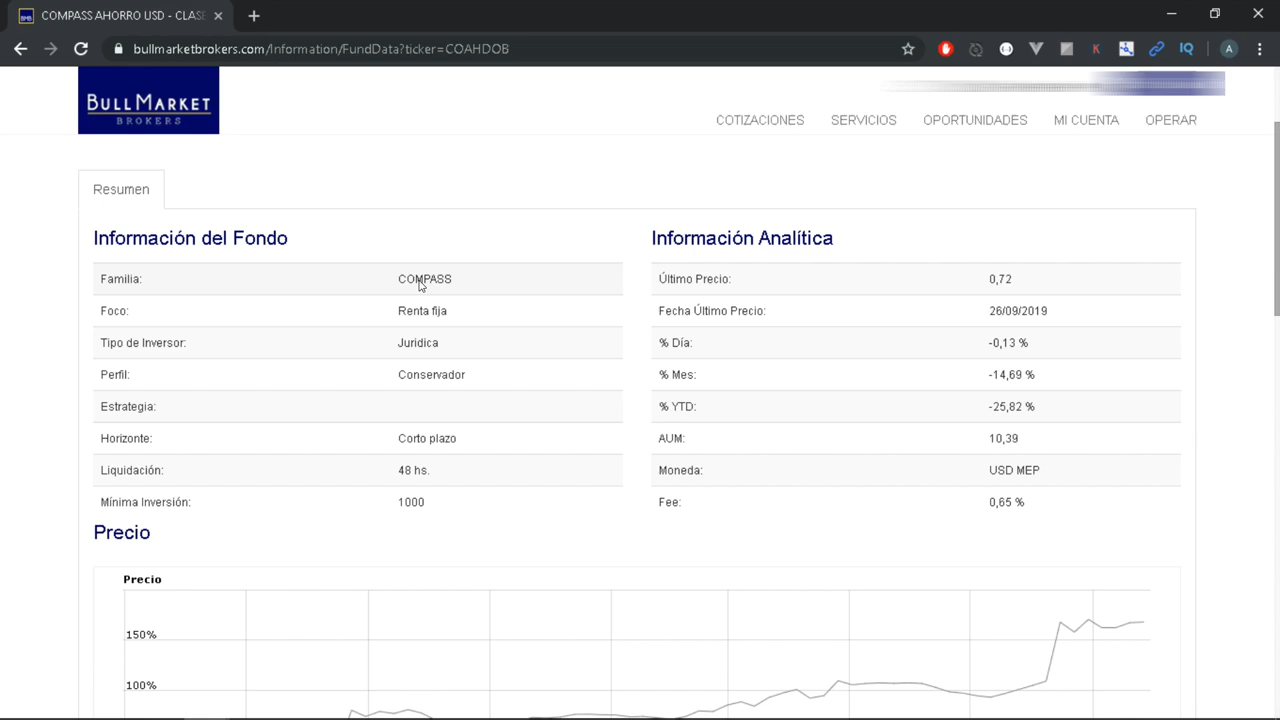 COMPASS AHORRO USD - CLAS
bullmarketbrokers.com/Information/FundData?ticker=COAHDOB
K
IQ
A
BULLMARKET
BROKERS
COTIZACIONES SERVICIOS OPORTUNIDADES MI CUENTA OPERAR
Resumen
Información del Fondo
Familia: COMPASS
Foco: Renta fija
Tipo de Inversor: Juridica
Perfil: Conservador
Estrategia:
Horizonte: Corto plazo
Liquidación: 48 hs.
Mínima Inversión: 1000
Información Analítica
Último Precio: 0,72
Fecha Último Precio: 26/09/2019
% Día: -0,13 %
% Mes: -14,69 %
% YTD: -25,82 %
AUM: 10,39
Moneda: USD MEP
Fee: 0,65 %
Precio
Precio
150%
100%